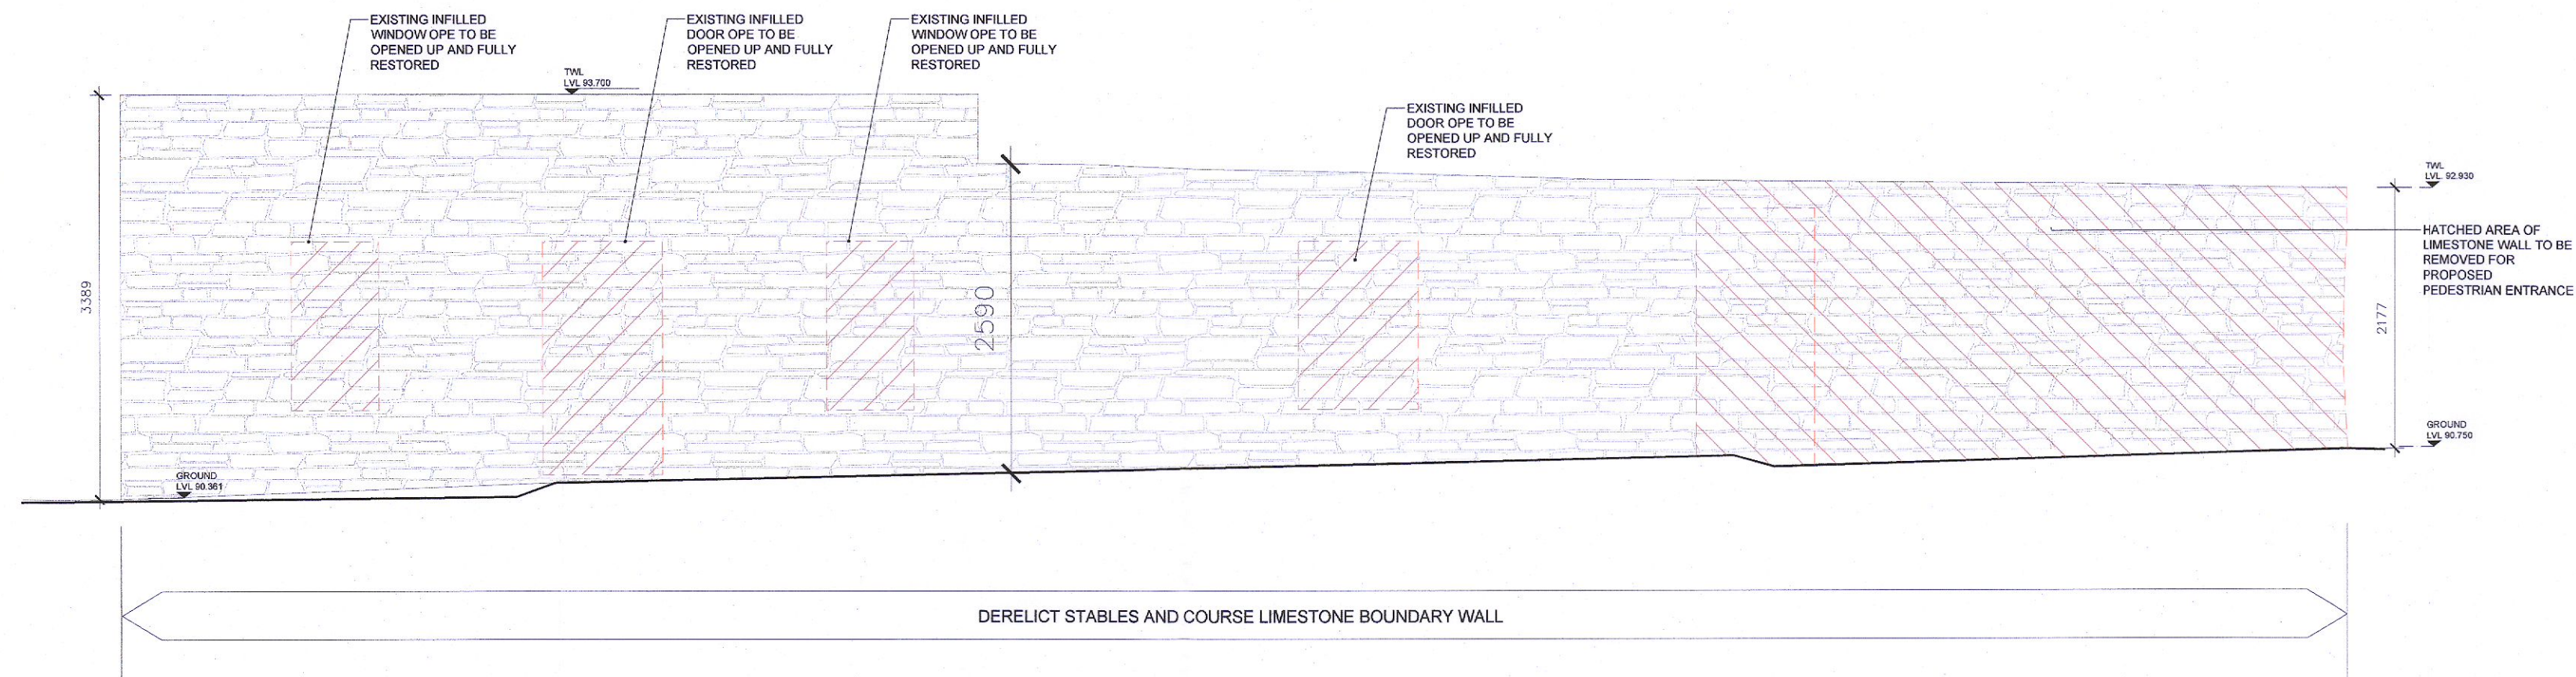 EXISTING INFILLED
WINDOW OPE TO BE
OPENED UP AND FULLY
RESTORED
EXISTING INFILLED
DOOR OPE TO BE
OPENED UP AND FULLY
RESTORED
EXISTING INFILLED
WINDOW OPE TO BE
OPENED UP AND FULLY
RESTORED
TWL
LVL 93.700
EXISTING INFILLED
DOOR OPE TO BE
OPENED UP AND FULLY
RESTORED
TWL
LVL. 92.930
HATCHED AREA OF
LIMESTONE WALL TO BE
REMOVED FOR
PROPOSED
PEDESTRIAN ENTRANCE
3389
2590
2177
GROUND
LVL 90.750
GROUND
LVL 90.361
DERELICT STABLES AND COURSE LIMESTONE BOUNDARY WALL